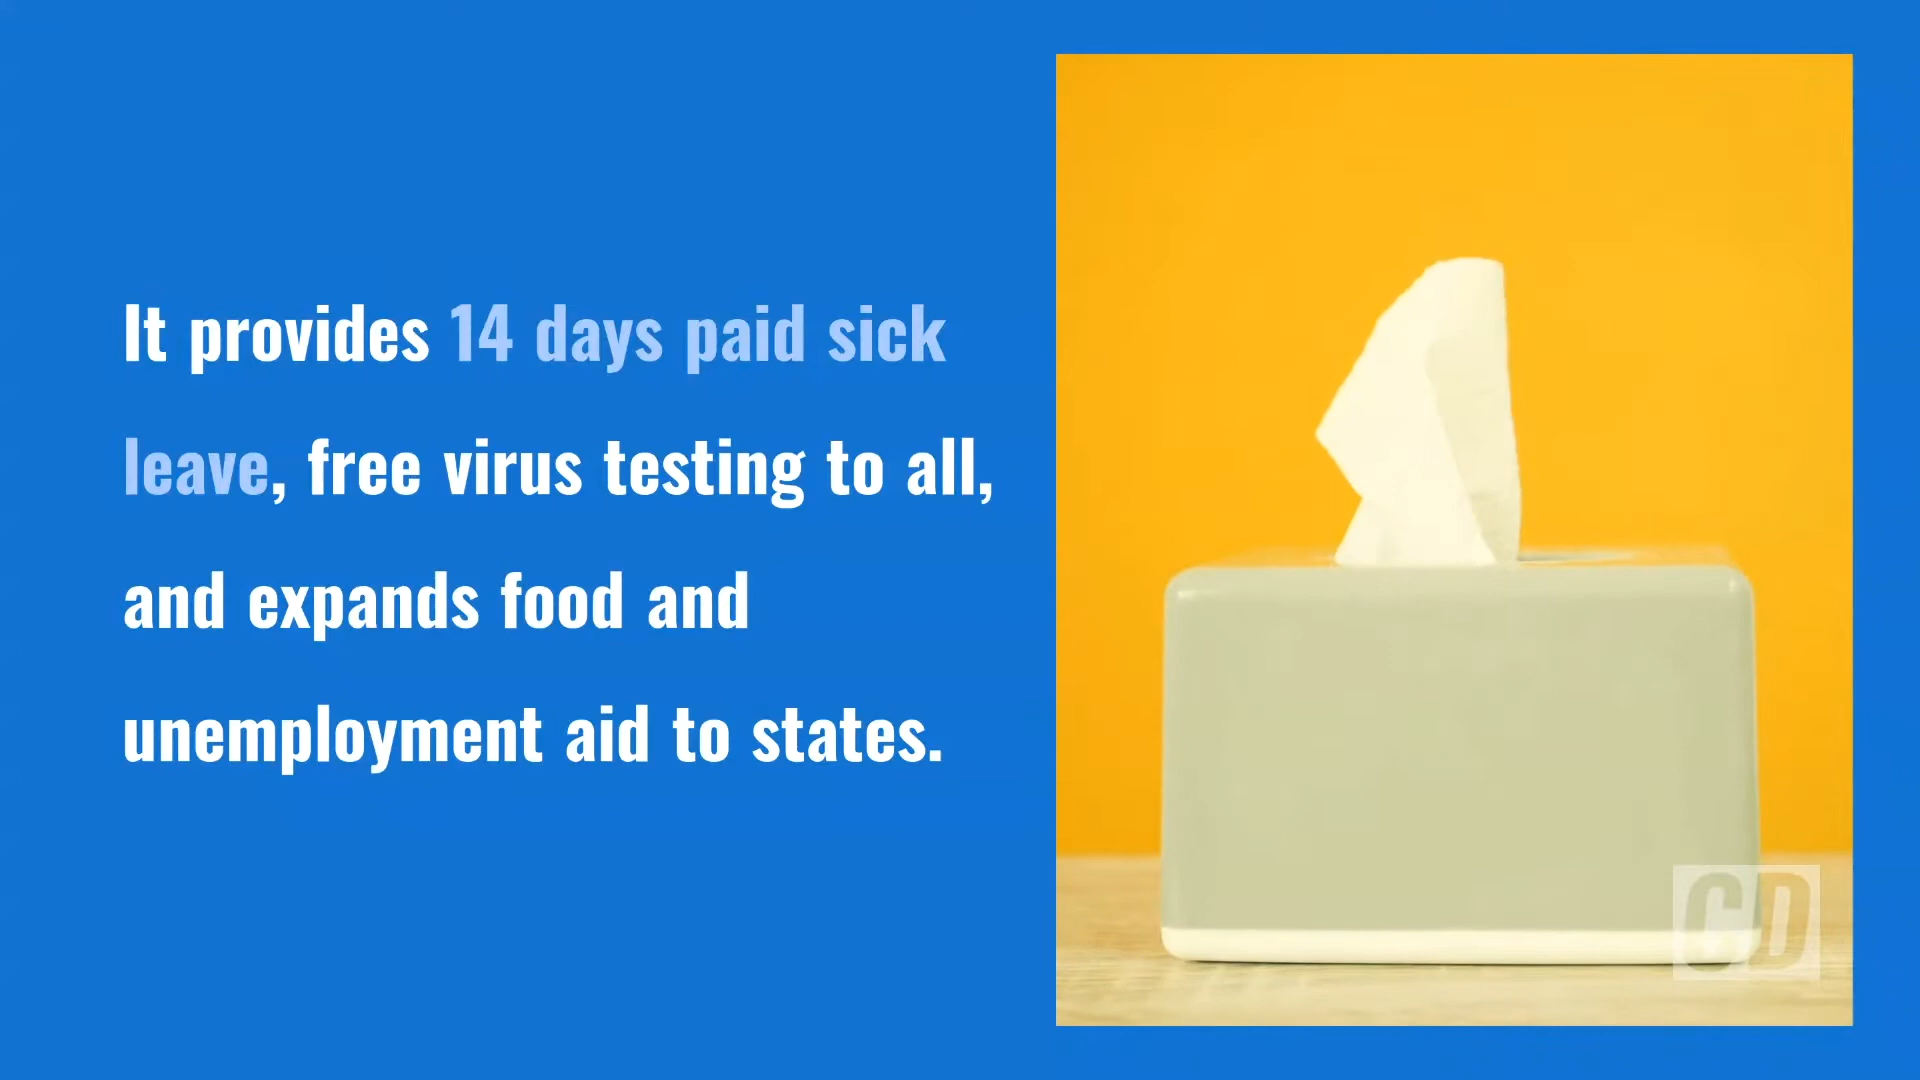 It provides 14 days paid sick
leave, free virus testing to all,
and expands food and
unemployment aid to states.
CD